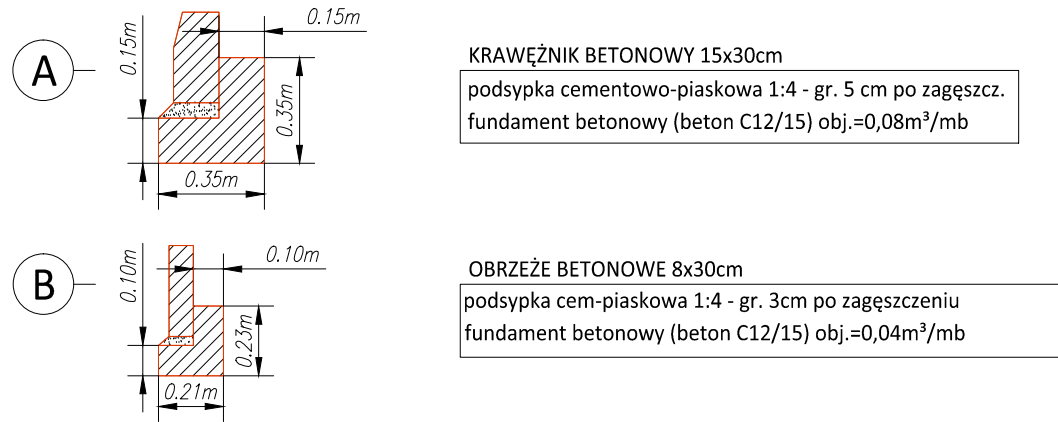 0.15m
0.15m
A
0.35m
0.35m
KRAWĘŻNIK BETONOWY 15x30cm
podsypka cementowo-piaskowa 1:4 - gr. 5 cm po zagęszcz.
fundament betonowy (beton C12/15) obj.=0,08m³/mb
0.10m
0.10m
B
0.23m
0.21m
OBRZEŻE BETONOWE 8x30cm
podsypka cem-piaskowa 1:4 - gr. 3cm po zagęszczeniu
fundament betonowy (beton C12/15) obj.=0,04m³/mb